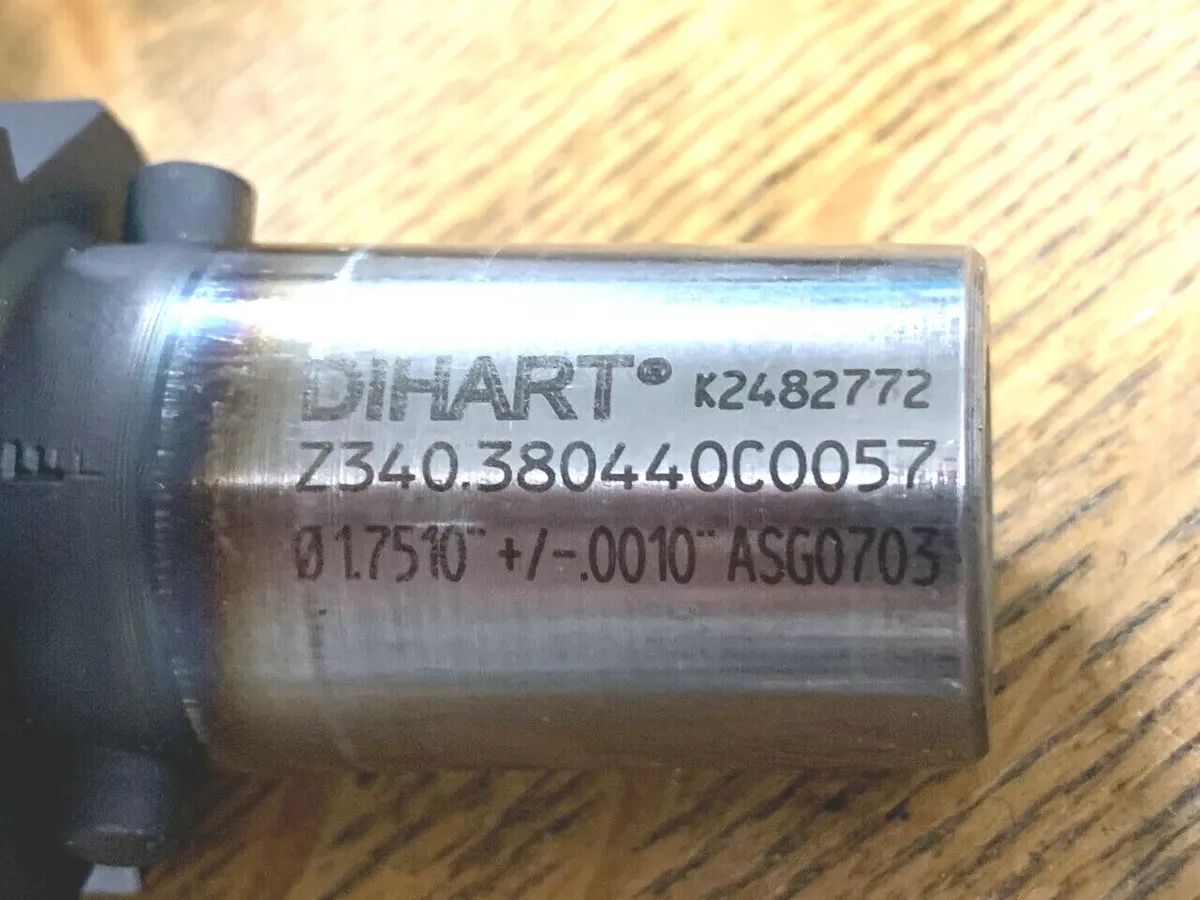 DIHART® K2482772
Z340.380440C0057
Ø1.7510" +/-.0010" ASG0703